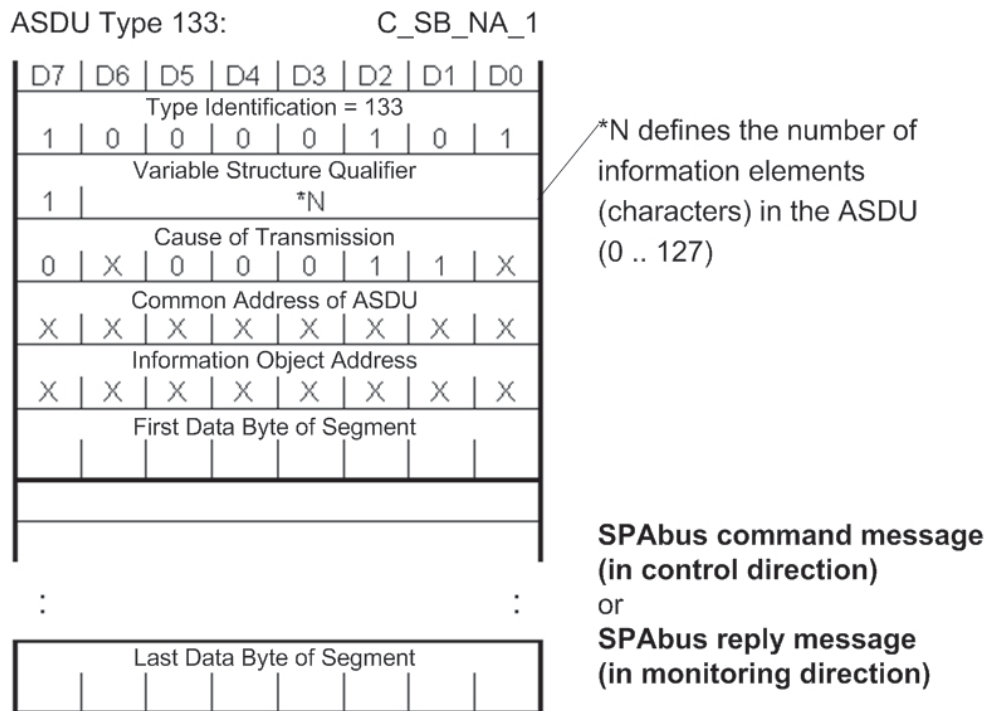 ASDU Type 133: C_SB_NA_1
D7 D6 D5 D4 D3 D2 D1 D0
Type Identification = 133
1 0 0 0 0 1 0 1
Variable Structure Qualifier
1 *N
Cause of Transmission
0 X 0 0 0 1 1 X
Common Address of ASDU
X X X X X X X X
Information Object Address
X X X X X X X X
First Data Byte of Segment
: :
Last Data Byte of Segment
*N defines the number of
information elements
(characters) in the ASDU
(0 .. 127)
SPAbus command message
(in control direction)
or
SPAbus reply message
(in monitoring direction)